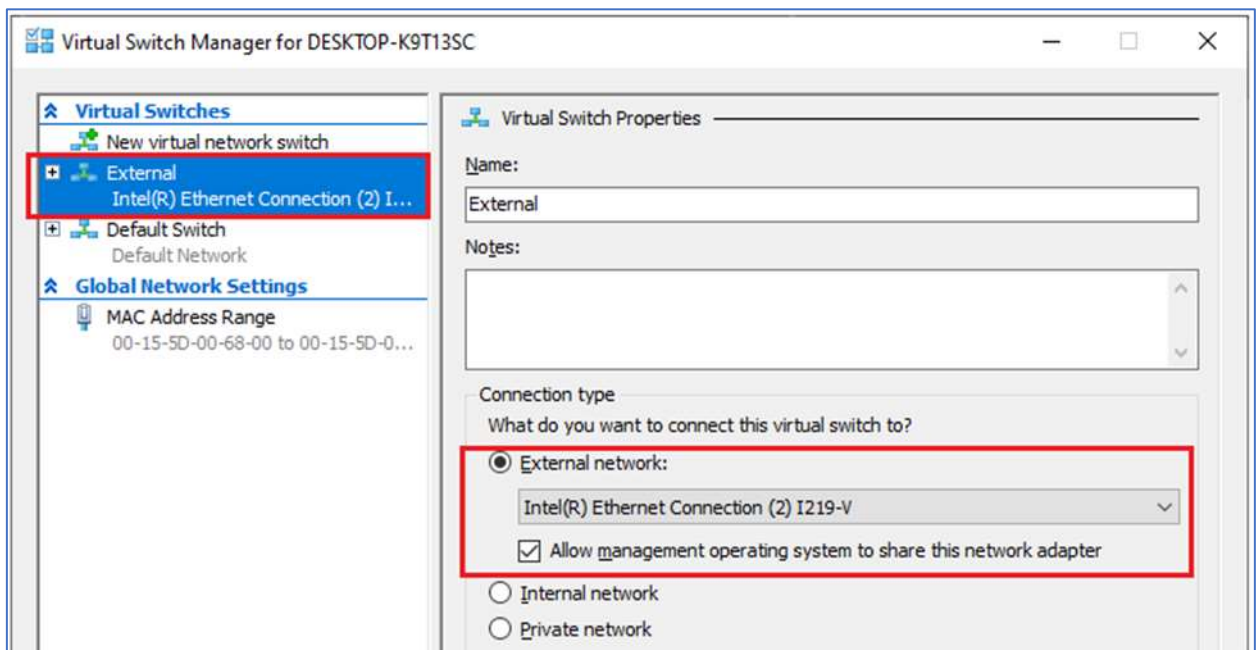 Virtual Switch Manager for DESKTOP-K9T13SC
Virtual Switches
New virtual network switch
External
Intel(R) Ethernet Connection (2) I...
Default Switch
Default Network
Global Network Settings
MAC Address Range
00-15-5D-00-68-00 to 00-15-5D-0...
Virtual Switch Properties
Name:
External
Notes:
Connection type
What do you want to connect this virtual switch to?
External network:
Intel(R) Ethernet Connection (2) I219-V
Allow management operating system to share this network adapter
Internal network
Private network